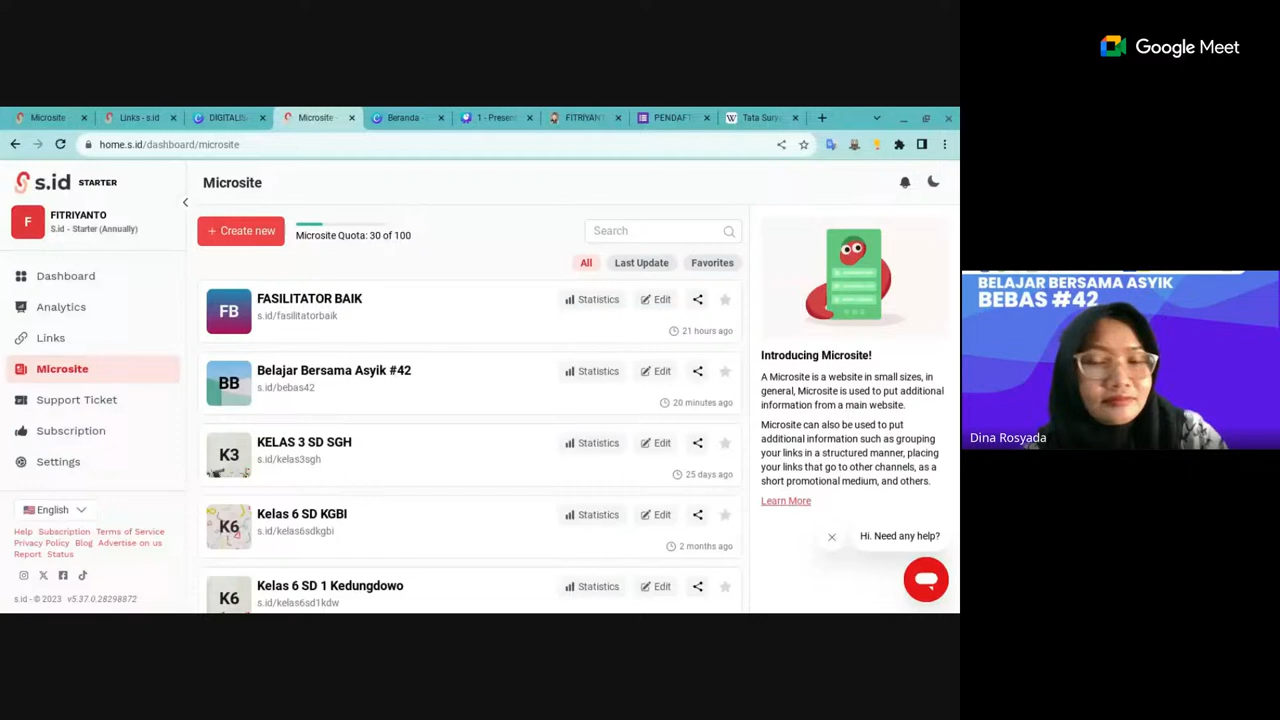 Google Meet
Microsite
Links - s.id
DIGITALIS
Microsite -
Beranda -
1 - Present
FITRIYANT
PENDAFT
Tata Surya
home.s.id/dashboard/microsite
s.id STARTER
F
FITRIYANTO
S.id - Starter (Annually)
Dashboard
Analytics
Links
Microsite
Support Ticket
Subscription
Settings
English
Help Subscription Terms of Service
Privacy Policy Blog Advertise on us
Report Status
s.id - © 2023 v5.37.0.28298872
Microsite
+ Create new
Microsite Quota: 30 of 100
Search
All Last Update Favorites
FB
FASILITATOR BAIK
s.id/fasilitatorbaik
Statistics Edit
21 hours ago
BB
Belajar Bersama Asyik #42
s.id/bebas42
Statistics Edit
20 minutes ago
K3
KELAS 3 SD SGH
s.id/kelas3sgh
Statistics Edit
25 days ago
K6
Kelas 6 SD KGBI
s.id/kelas6sdkgbi
Statistics Edit
2 months ago
K6
Kelas 6 SD 1 Kedungdowo
s.id/kelas6sd1kdw
Statistics Edit
Introducing Microsite!
A Microsite is a website in small sizes, in
general, Microsite is used to put additional
information from a main website.
Microsite can also be used to put
additional information such as grouping
your links in a structured manner, placing
your links that go to other channels, as a
short promotional medium, and others.
Learn More
Hi. Need any help?
BELAJAR BERSAMA ASYIK
BEBAS #42
Dina Rosyada